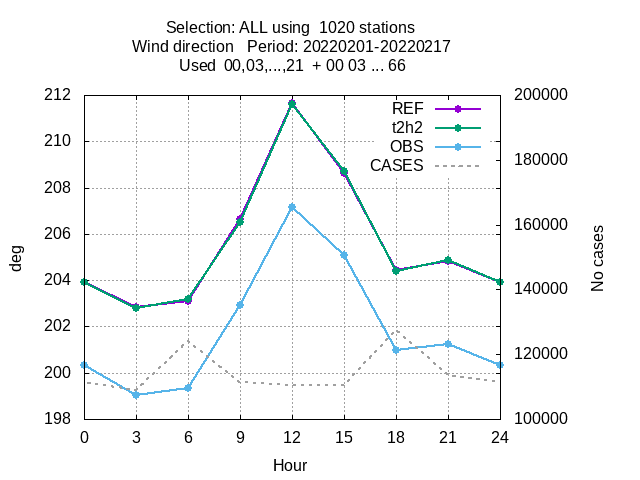 Selection: ALL using  1020 stations
Wind direction   Period: 20220201-20220217
Used  00,03,...,21  + 00 03 ... 66
212
210
208
206
204
202
200
198
deg
200000
180000
160000
140000
120000
100000
No cases
REF
t2h2
OBS
CASES
0 3 6 9 12 15 18 21 24
Hour